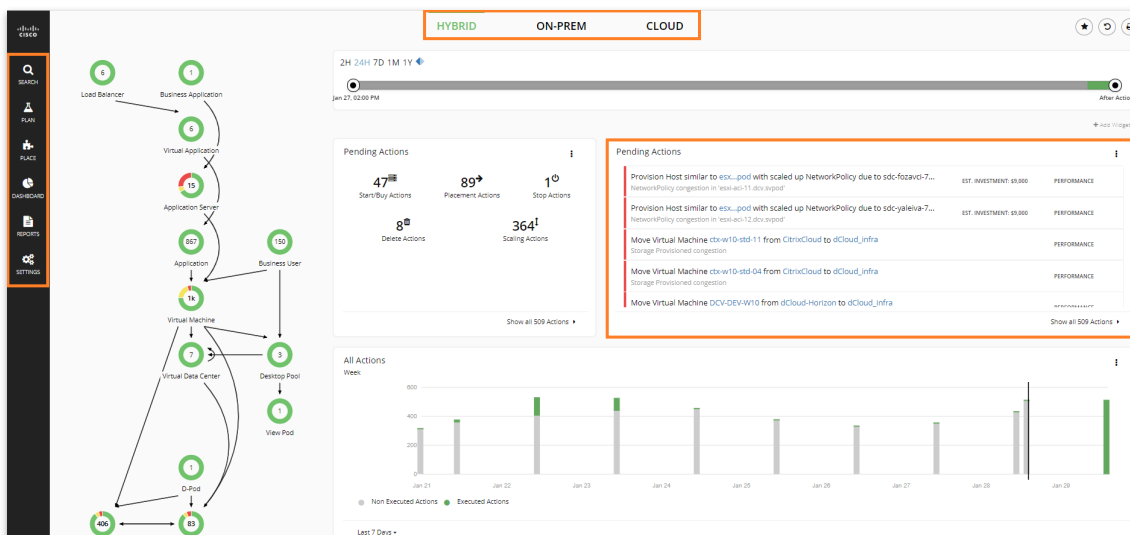 CISCO
HYBRID ON-PREM CLOUD
SEARCH
PLAN
PLACE
DASHBOARD
REPORTS
SETTINGS
6
Load Balancer
1
Business Application
6
Virtual Application
15
Application Server
867
Application
150
Business User
1k
Virtual Machine
7
Virtual Data Center
3
Desktop Pool
1
View Pod
1
D-Pod
406
83
2H 24H 7D 1M 1Y
Jan 27, 02:00 PM
After Actio
+ Add Widget
Pending Actions
47
Start/Buy Actions
89
Placement Actions
1
Stop Actions
8
Delete Actions
364
Scaling Actions
Show all 509 Actions
Pending Actions
Provision Host similar to esx...pod with scaled up NetworkPolicy due to sdc-fozavci-7... EST. INVESTMENT: $9,000 PERFORMANCE
NetworkPolicy congestion in 'esxi-aci-11.dcv.svpod'
Provision Host similar to esx...pod with scaled up NetworkPolicy due to sdc-yaleiva-7... EST. INVESTMENT: $9,000 PERFORMANCE
NetworkPolicy congestion in 'esxi-aci-12.dcv.svpod'
Move Virtual Machine ctx-w10-std-11 from CitrixCloud to dCloud_infra PERFORMANCE
Storage Provisioned congestion
Move Virtual Machine ctx-w10-std-04 from CitrixCloud to dCloud_infra PERFORMANCE
Storage Provisioned congestion
Move Virtual Machine DCV-DEV-W10 from dCloud-Horizon to dCloud_infra PERFORMANCE
Show all 509 Actions
All Actions
Week
600
400
200
0
Jan 21 Jan 22 Jan 23 Jan 24 Jan 25 Jan 26 Jan 27 Jan 28 Jan 29
Non Executed Actions Executed Actions
Last 7 Days